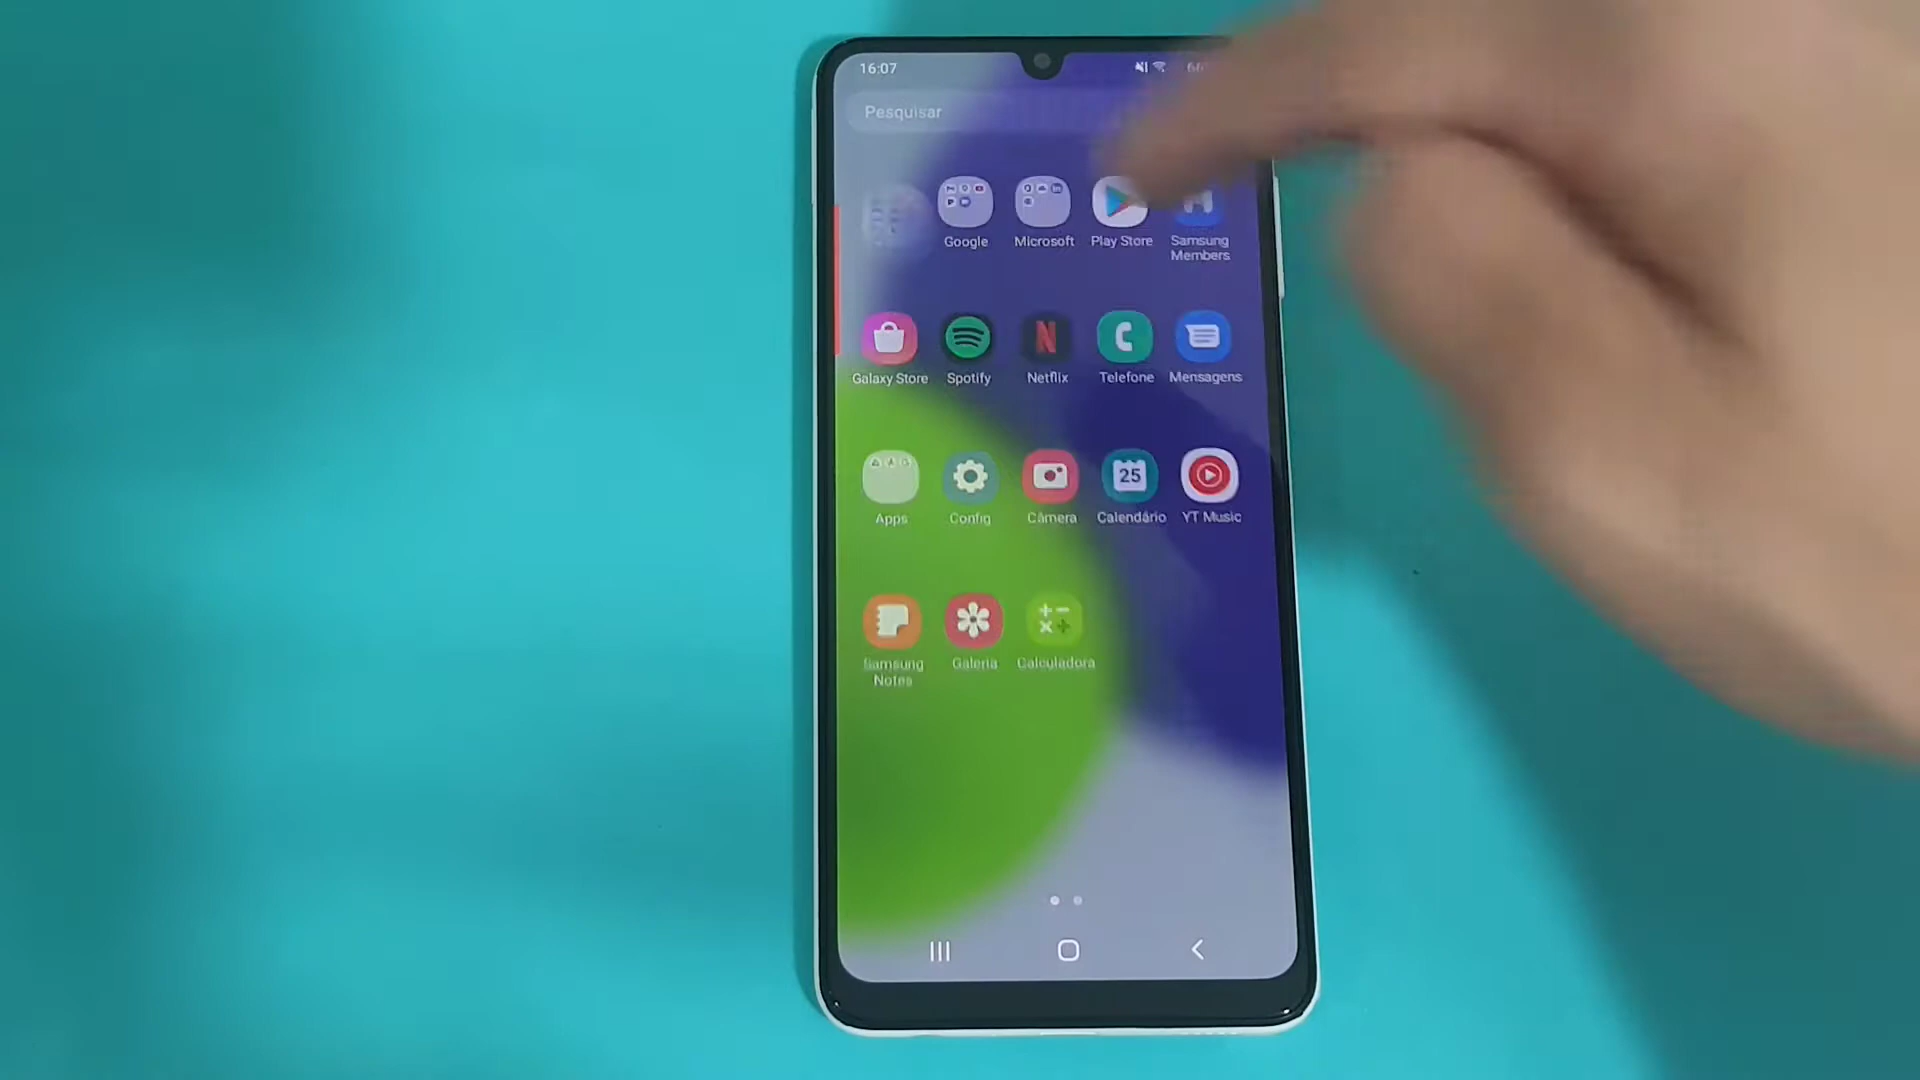 16:07
66
Pesquisar
Google
Microsoft
Play Store
Samsung
Members
Galaxy Store
Spotify
N
Netflix
Telefone
Mensagens
25
Apps
Config
Câmera
Calendário
YT Music
Samsung
Notes
Galeria
Calculadora